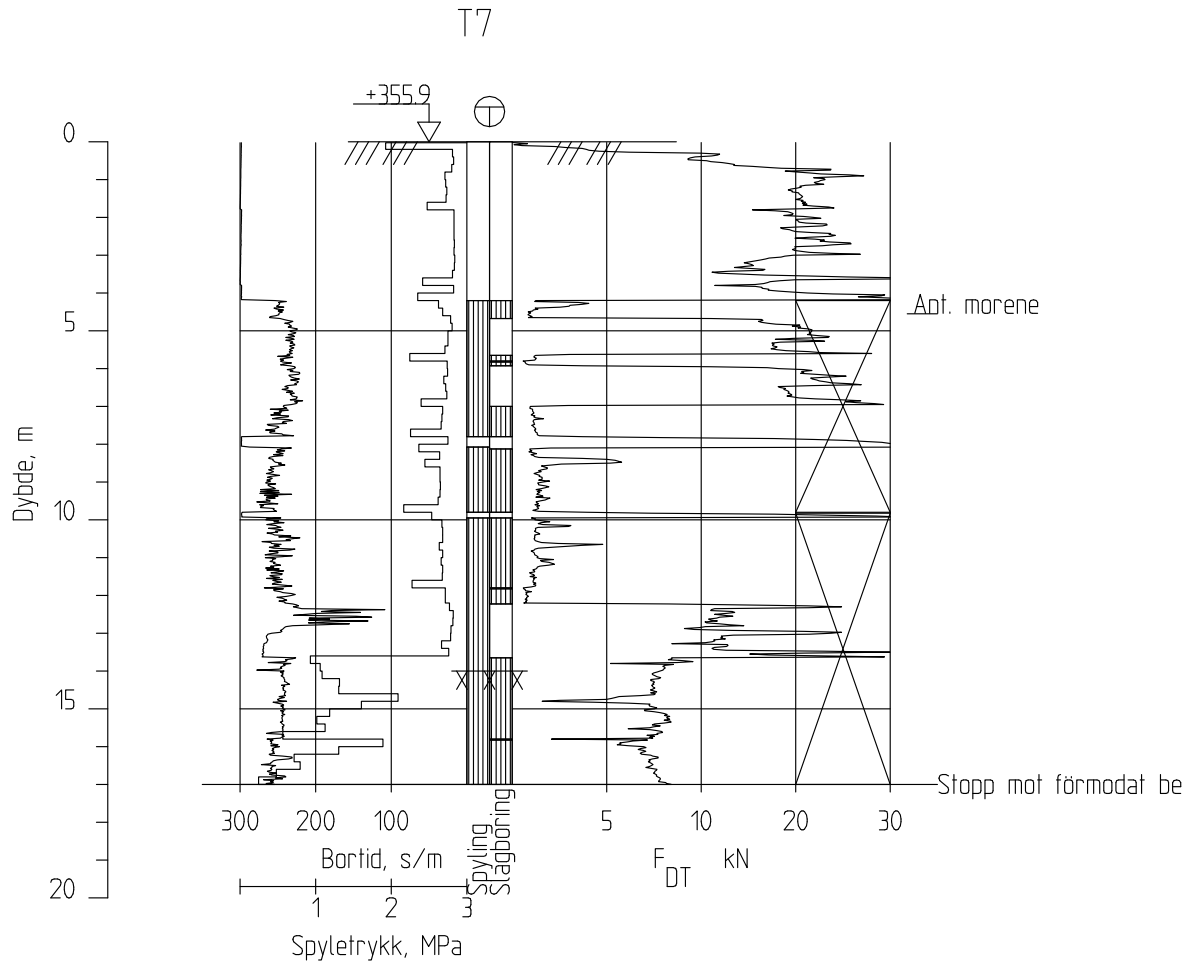 T7
+355.9
0
Ant. morene
5
Dybde, m
10
15
Stopp mot förmodat be
300 200 100 5 10 20 30
Spyling
Slagboring
Bortid, s/m
F DT kN
20
1 2 3
Spyletrykk, MPa